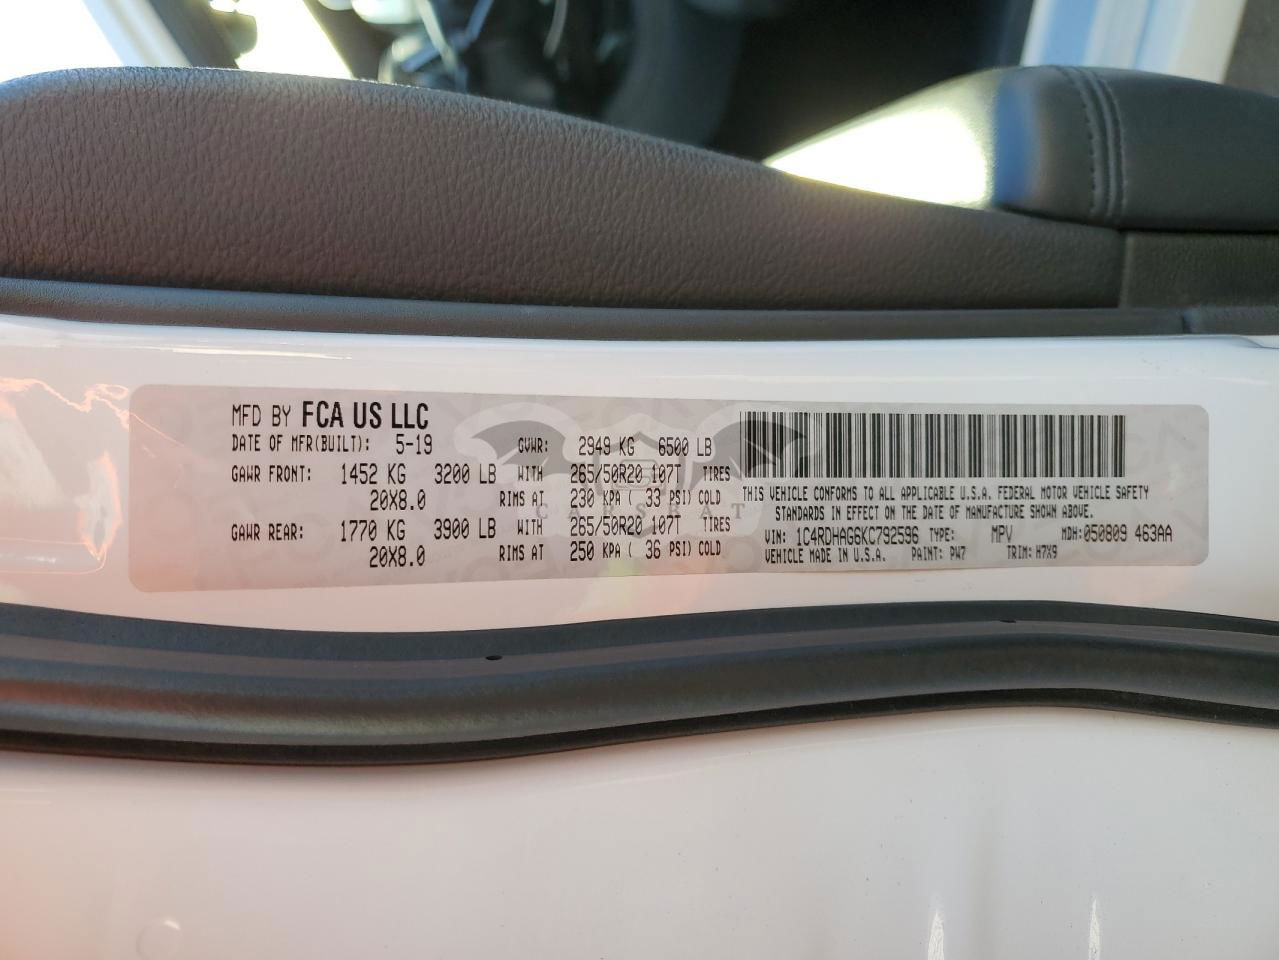 MFD BY FCA US LLC
DATE OF MFR(BUILT): 5-19 GVWR: 2949 KG 6500 LB
GAWR FRONT: 1452 KG 3200 LB WITH 265/50R20 107T TIRES
20X8.0 RIMS AT 230 KPA ( 33 PSI) COLD
GAWR REAR: 1770 KG 3900 LB WITH 265/50R20 107T TIRES
20X8.0 RIMS AT 250 KPA ( 36 PSI) COLD
CARSBAT
THIS VEHICLE CONFORMS TO ALL APPLICABLE U.S.A. FEDERAL MOTOR VEHICLE SAFETY
STANDARDS IN EFFECT ON THE DATE OF MANUFACTURE SHOWN ABOVE.
VIN: 1C4RDHAG6KC792596 TYPE: MPV MDH:050809 463AA
VEHICLE MADE IN U.S.A. PAINT: PW7 TRIM: H7X9